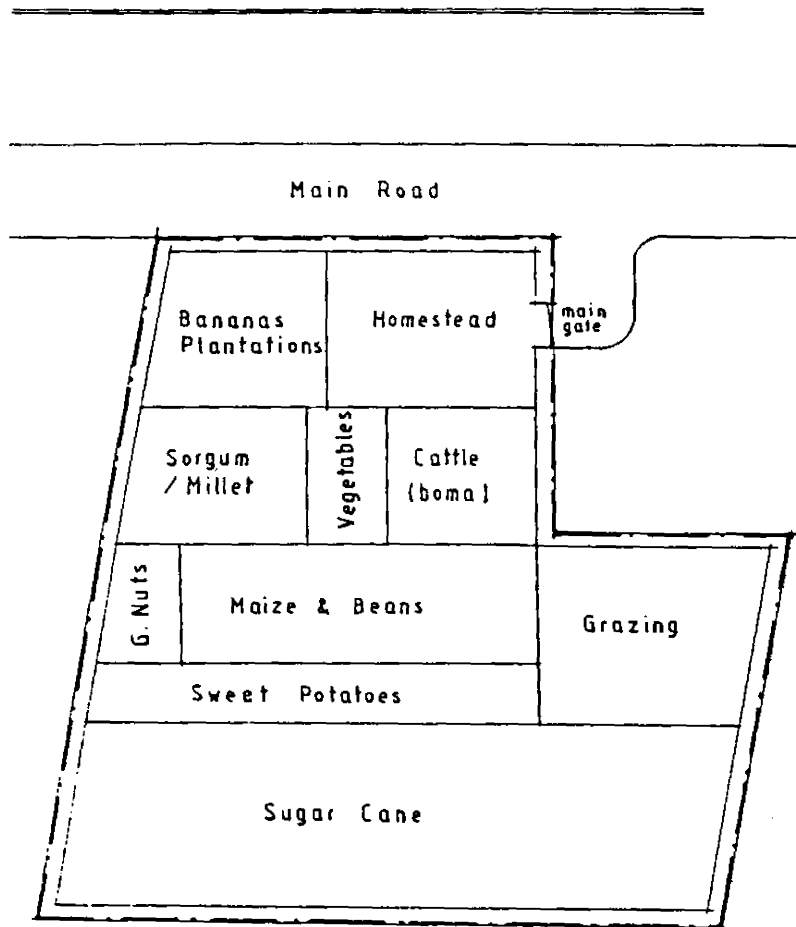 Main Road
Bananas
Plantations
Homestead
main
gate
Sorgum
/ Millet
Vegetables
Cattle
(boma)
G. Nuts
Maize & Beans
Grazing
Sweet Potatoes
Sugar Cane